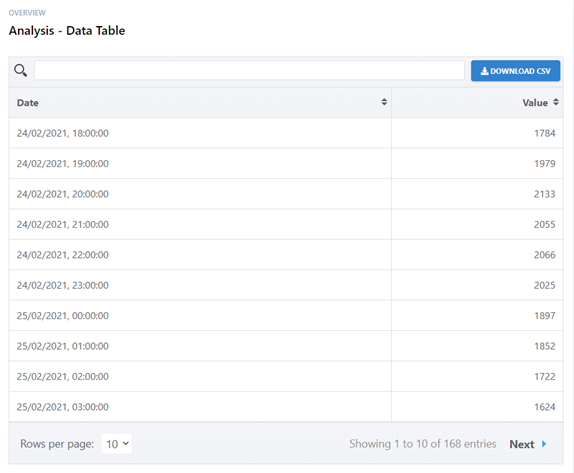 OVERVIEW
Analysis - Data Table
DOWNLOAD CSV
Date Value
24/02/2021, 18:00:00 1784
24/02/2021, 19:00:00 1979
24/02/2021, 20:00:00 2133
24/02/2021, 21:00:00 2055
24/02/2021, 22:00:00 2066
24/02/2021, 23:00:00 2025
25/02/2021, 00:00:00 1897
25/02/2021, 01:00:00 1852
25/02/2021, 02:00:00 1722
25/02/2021, 03:00:00 1624
Rows per page: 10 Showing 1 to 10 of 168 entries Next